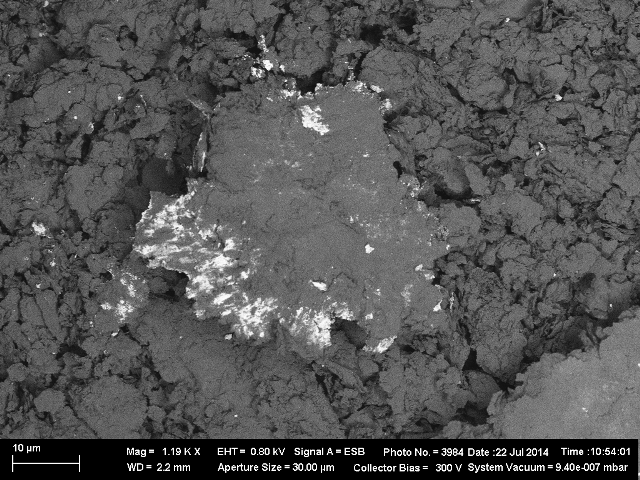 10 µm
Mag = 1.19 K X EHT = 0.80 kV Signal A = ESB Photo No. = 3984 Date :22 Jul 2014 Time :10:54:01
WD = 2.2 mm Aperture Size = 30.00 µm Collector Bias = 300 V System Vacuum = 9.40e-007 mbar